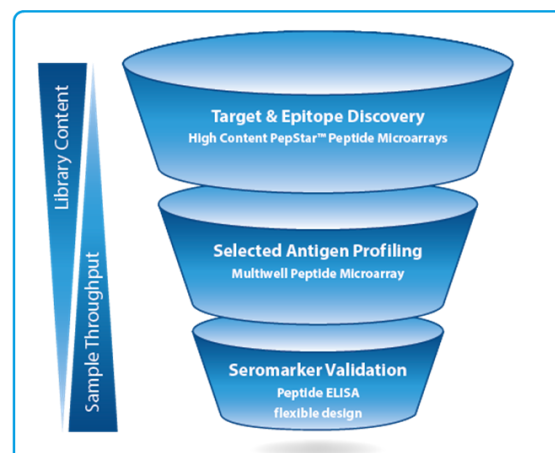 Library Content
Sample Throughput
Target & Epitope Discovery
High Content PepStar™ Peptide Microarrays
Selected Antigen Profiling
Multiwell Peptide Microarray
Seromarker Validation
Peptide ELISA
flexible design